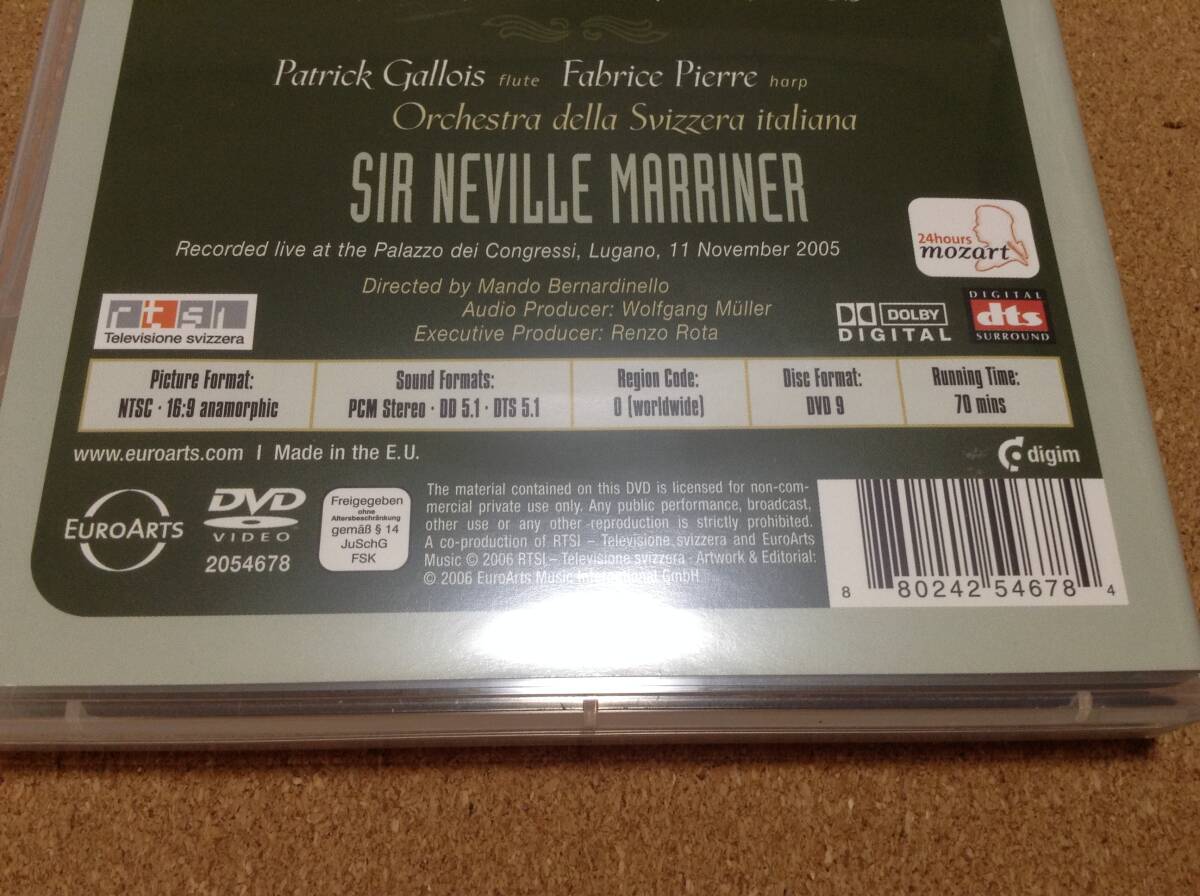 Patrick Gallois flute Fabrice Pierre harp
Orchestra della Svizzera italiana
SIR NEVILLE MARRINER
Recorded live at the Palazzo dei Congressi, Lugano, 11 November 2005
24hours
mozart
Directed by Mando Bernardinello
Audio Producer: Wolfgang Müller
Executive Producer: Renzo Rota
rtsi
Televisione svizzera
DOLBY
DIGITAL
DIGITAL
dts
SURROUND
Picture Format:
NTSC · 16:9 anamorphic
Sound Formats:
PCM Stereo · DD 5.1 · DTS 5.1
Region Code:
0 (worldwide)
Disc Format:
DVD 9
Running Time:
70 mins
www.euroarts.com I Made in the E.U.
digim
EUROARTS
DVD
VIDEO
2054678
Freigegeben
ohne
Altersbeschränkung
gemäß § 14
JuSchG
FSK
The material contained on this DVD is licensed for non-com-
mercial private use only. Any public performance, broadcast,
other use or any other reproduction is strictly prohibited.
A co-production of RTSI – Televisione svizzera and EuroArts
Music © 2006 RTSI – Televisione svizzera · Artwork & Editorial:
© 2006 EuroArts Music International GmbH
8 80242 54678 4